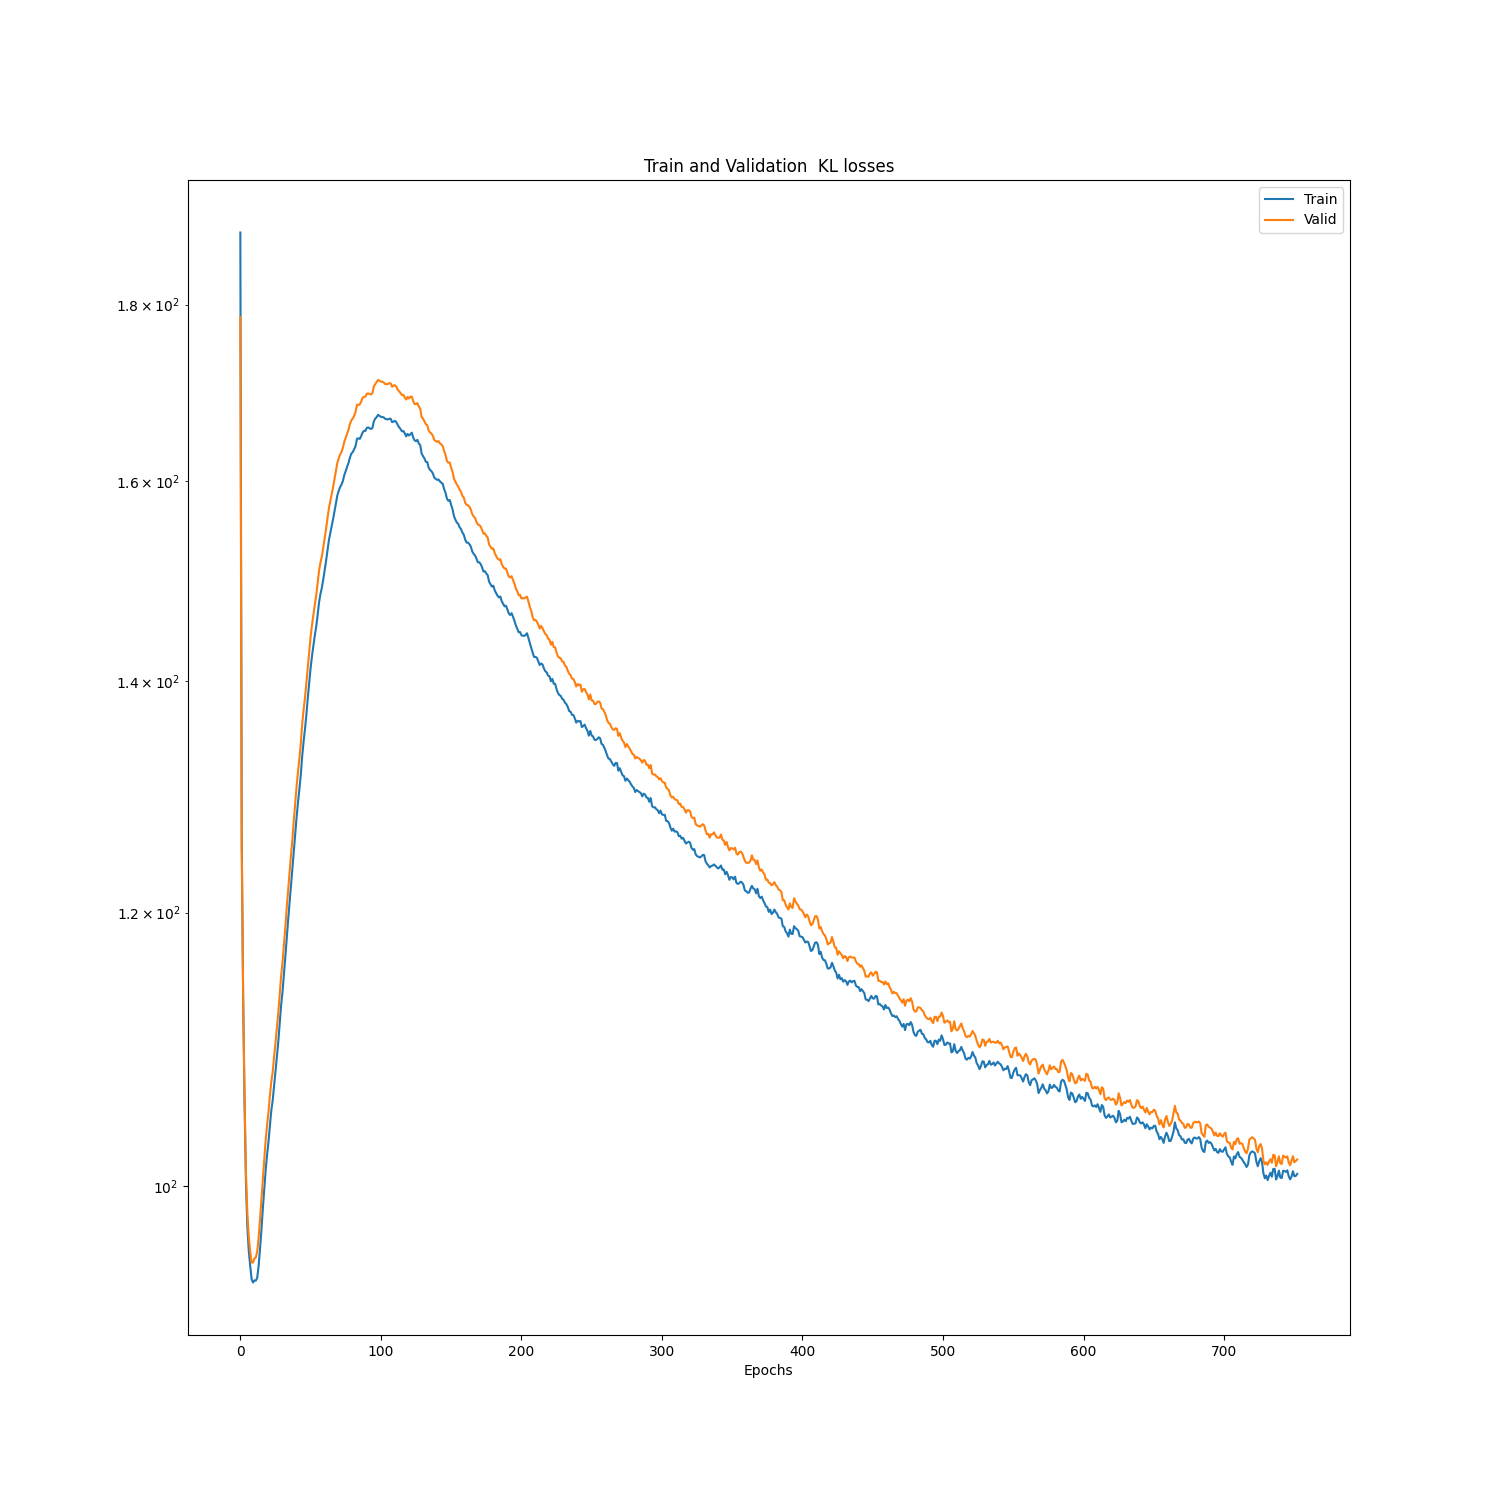 Train and Validation  KL losses
Train
Valid
1.8 × 10²
1.6 × 10²
1.4 × 10²
1.2 × 10²
10²
0 100 200 300 400 500 600 700
Epochs